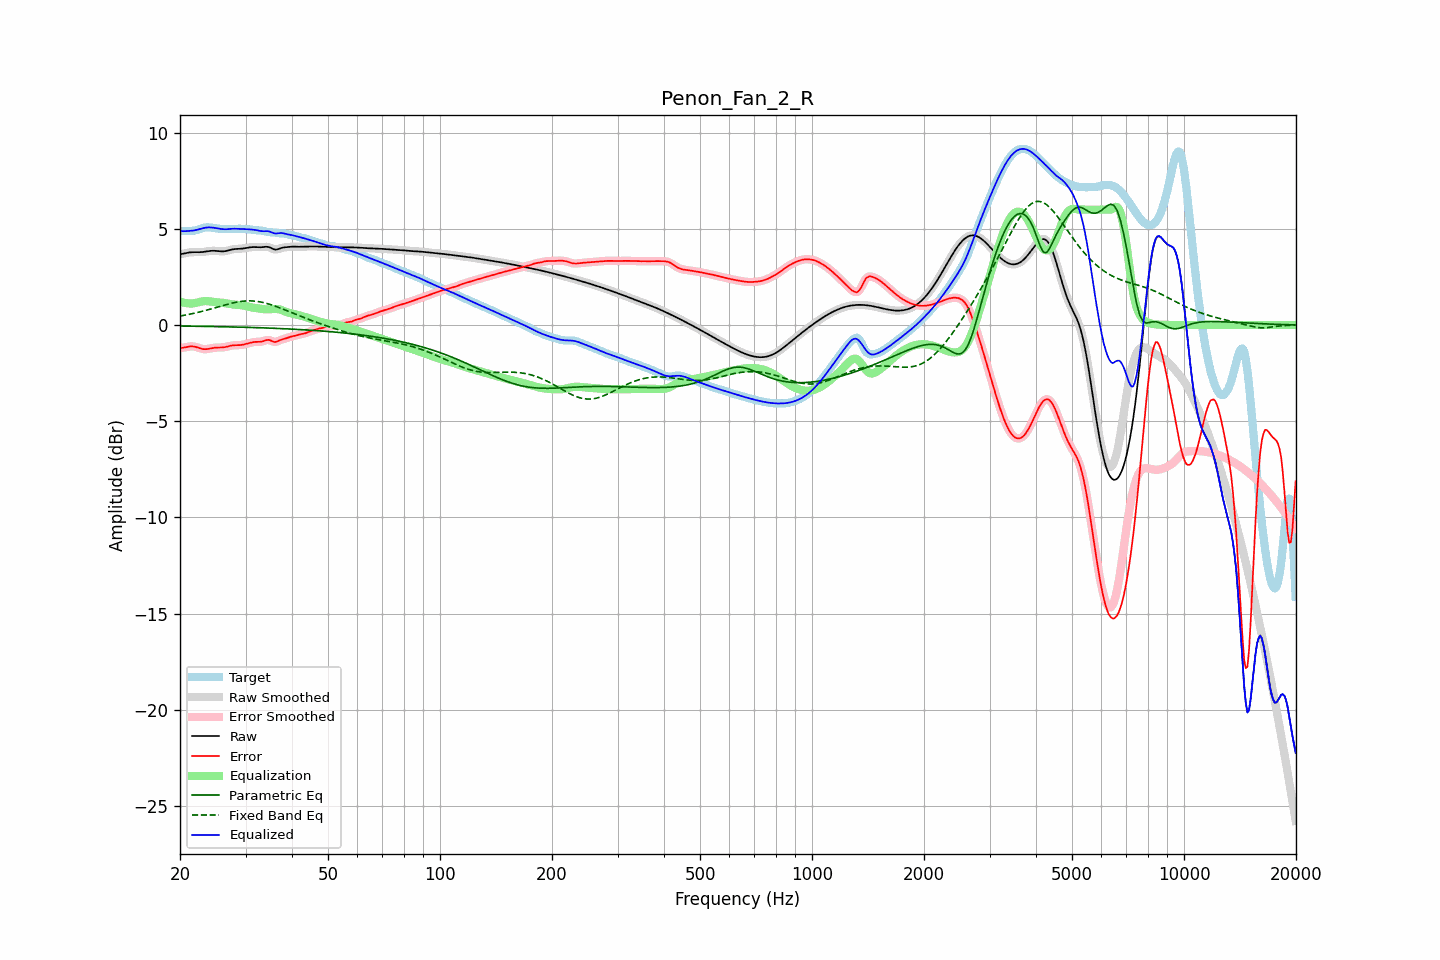 Penon_Fan_2_R
10
5
0
−5
−10
−15
−20
−25
Amplitude (dBr)
Target
Raw Smoothed
Error Smoothed
Raw
Error
Equalization
Parametric Eq
Fixed Band Eq
Equalized
20 50 100 200 500 1000 2000 5000 10000 20000
Frequency (Hz)